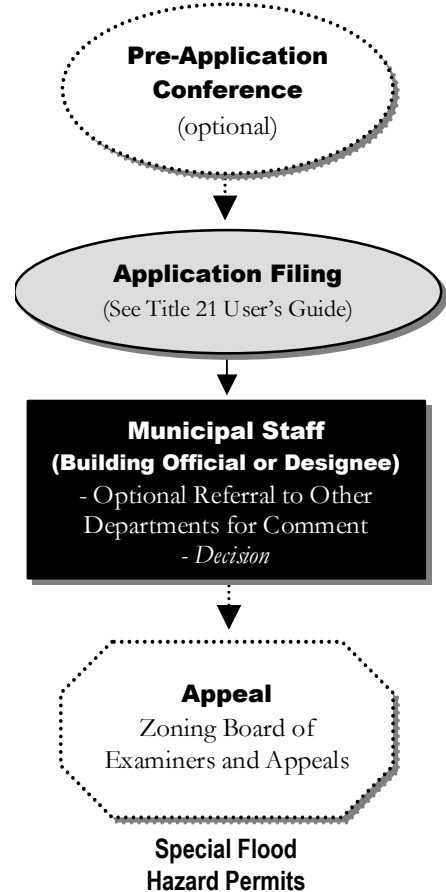 Pre-Application
Conference
(optional)
Application Filing
(See Title 21 User’s Guide)
Municipal Staff
(Building Official or Designee)
- Optional Referral to Other
Departments for Comment
- Decision
Appeal
Zoning Board of
Examiners and Appeals
Special Flood
Hazard Permits